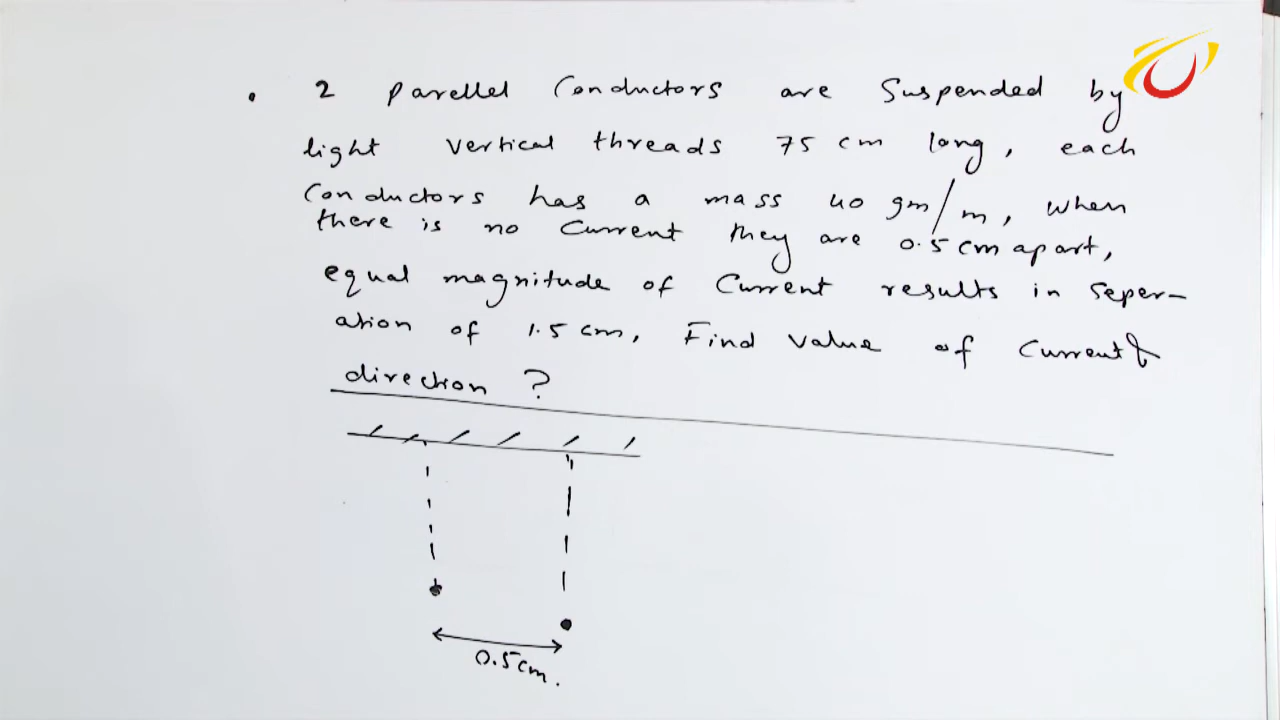 2 parellel Conductors are suspended by
light vertical threads 75 cm long, each
Conductors has a mass 40 gm/m, when
there is no current they are 0.5 cm apart,
equal magnitude of current results in seper-
ation of 1.5 cm, Find value of current &
direction ?
0.5 cm.